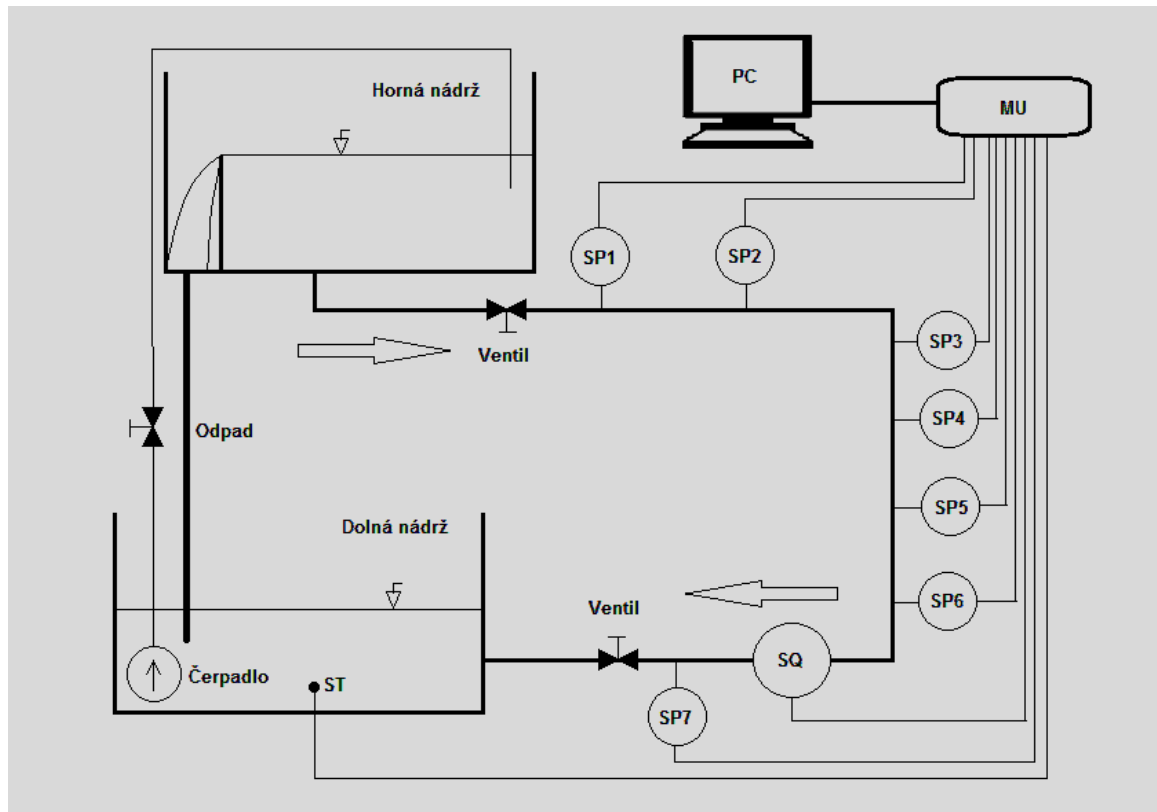 Horná nádrž
PC
MU
SP1
SP2
Ventil
SP3
SP4
Odpad
SP5
Dolná nádrž
Ventil
SP6
SQ
Čerpadlo
ST
SP7